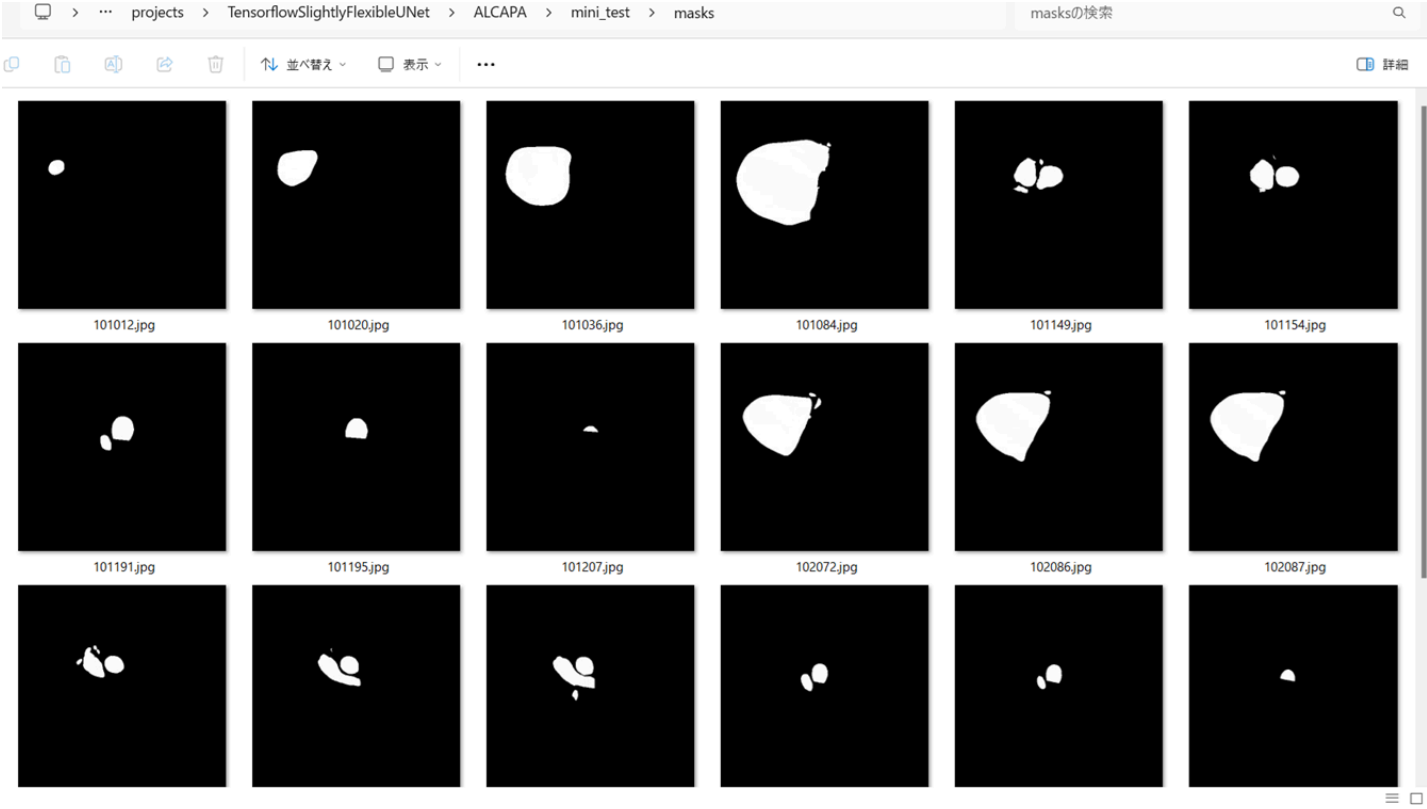 projects > TensorflowSlightlyFlexibleUNet > ALCAPA > mini_test > masks
masksの検索
並べ替え 表示 ... 詳細
101012.jpg 101020.jpg 101036.jpg 101084.jpg 101149.jpg 101154.jpg
101191.jpg 101195.jpg 101207.jpg 102072.jpg 102086.jpg 102087.jpg